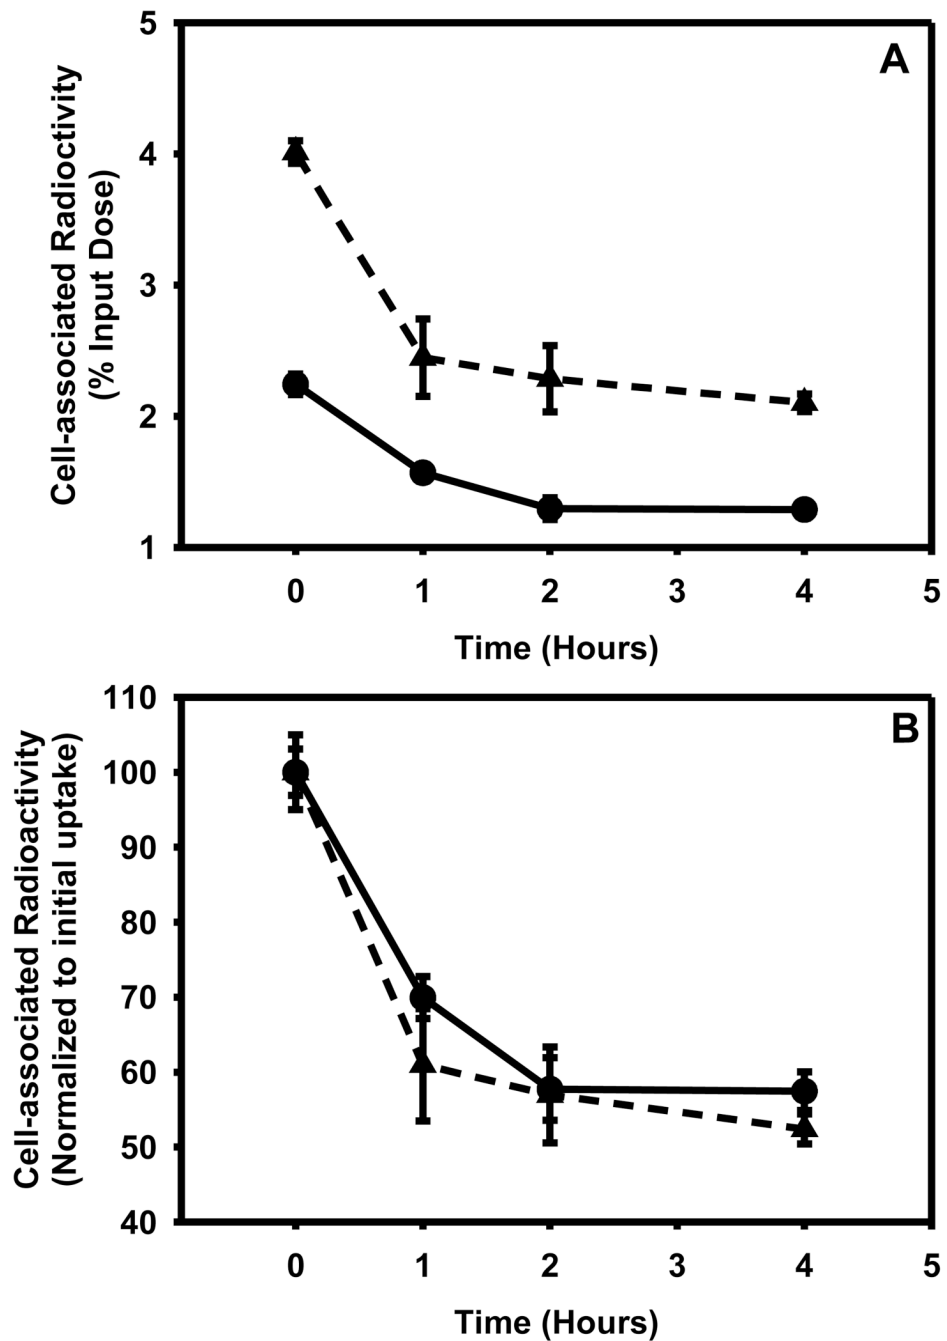 A
Cell-associated Radioctivity
(% Input Dose)
5
4
3
2
1
0 1 2 3 4 5
Time (Hours)
B
Cell-associated Radioactivity
(Normalized to initial uptake)
110
100
90
80
70
60
50
40
0 1 2 3 4 5
Time (Hours)